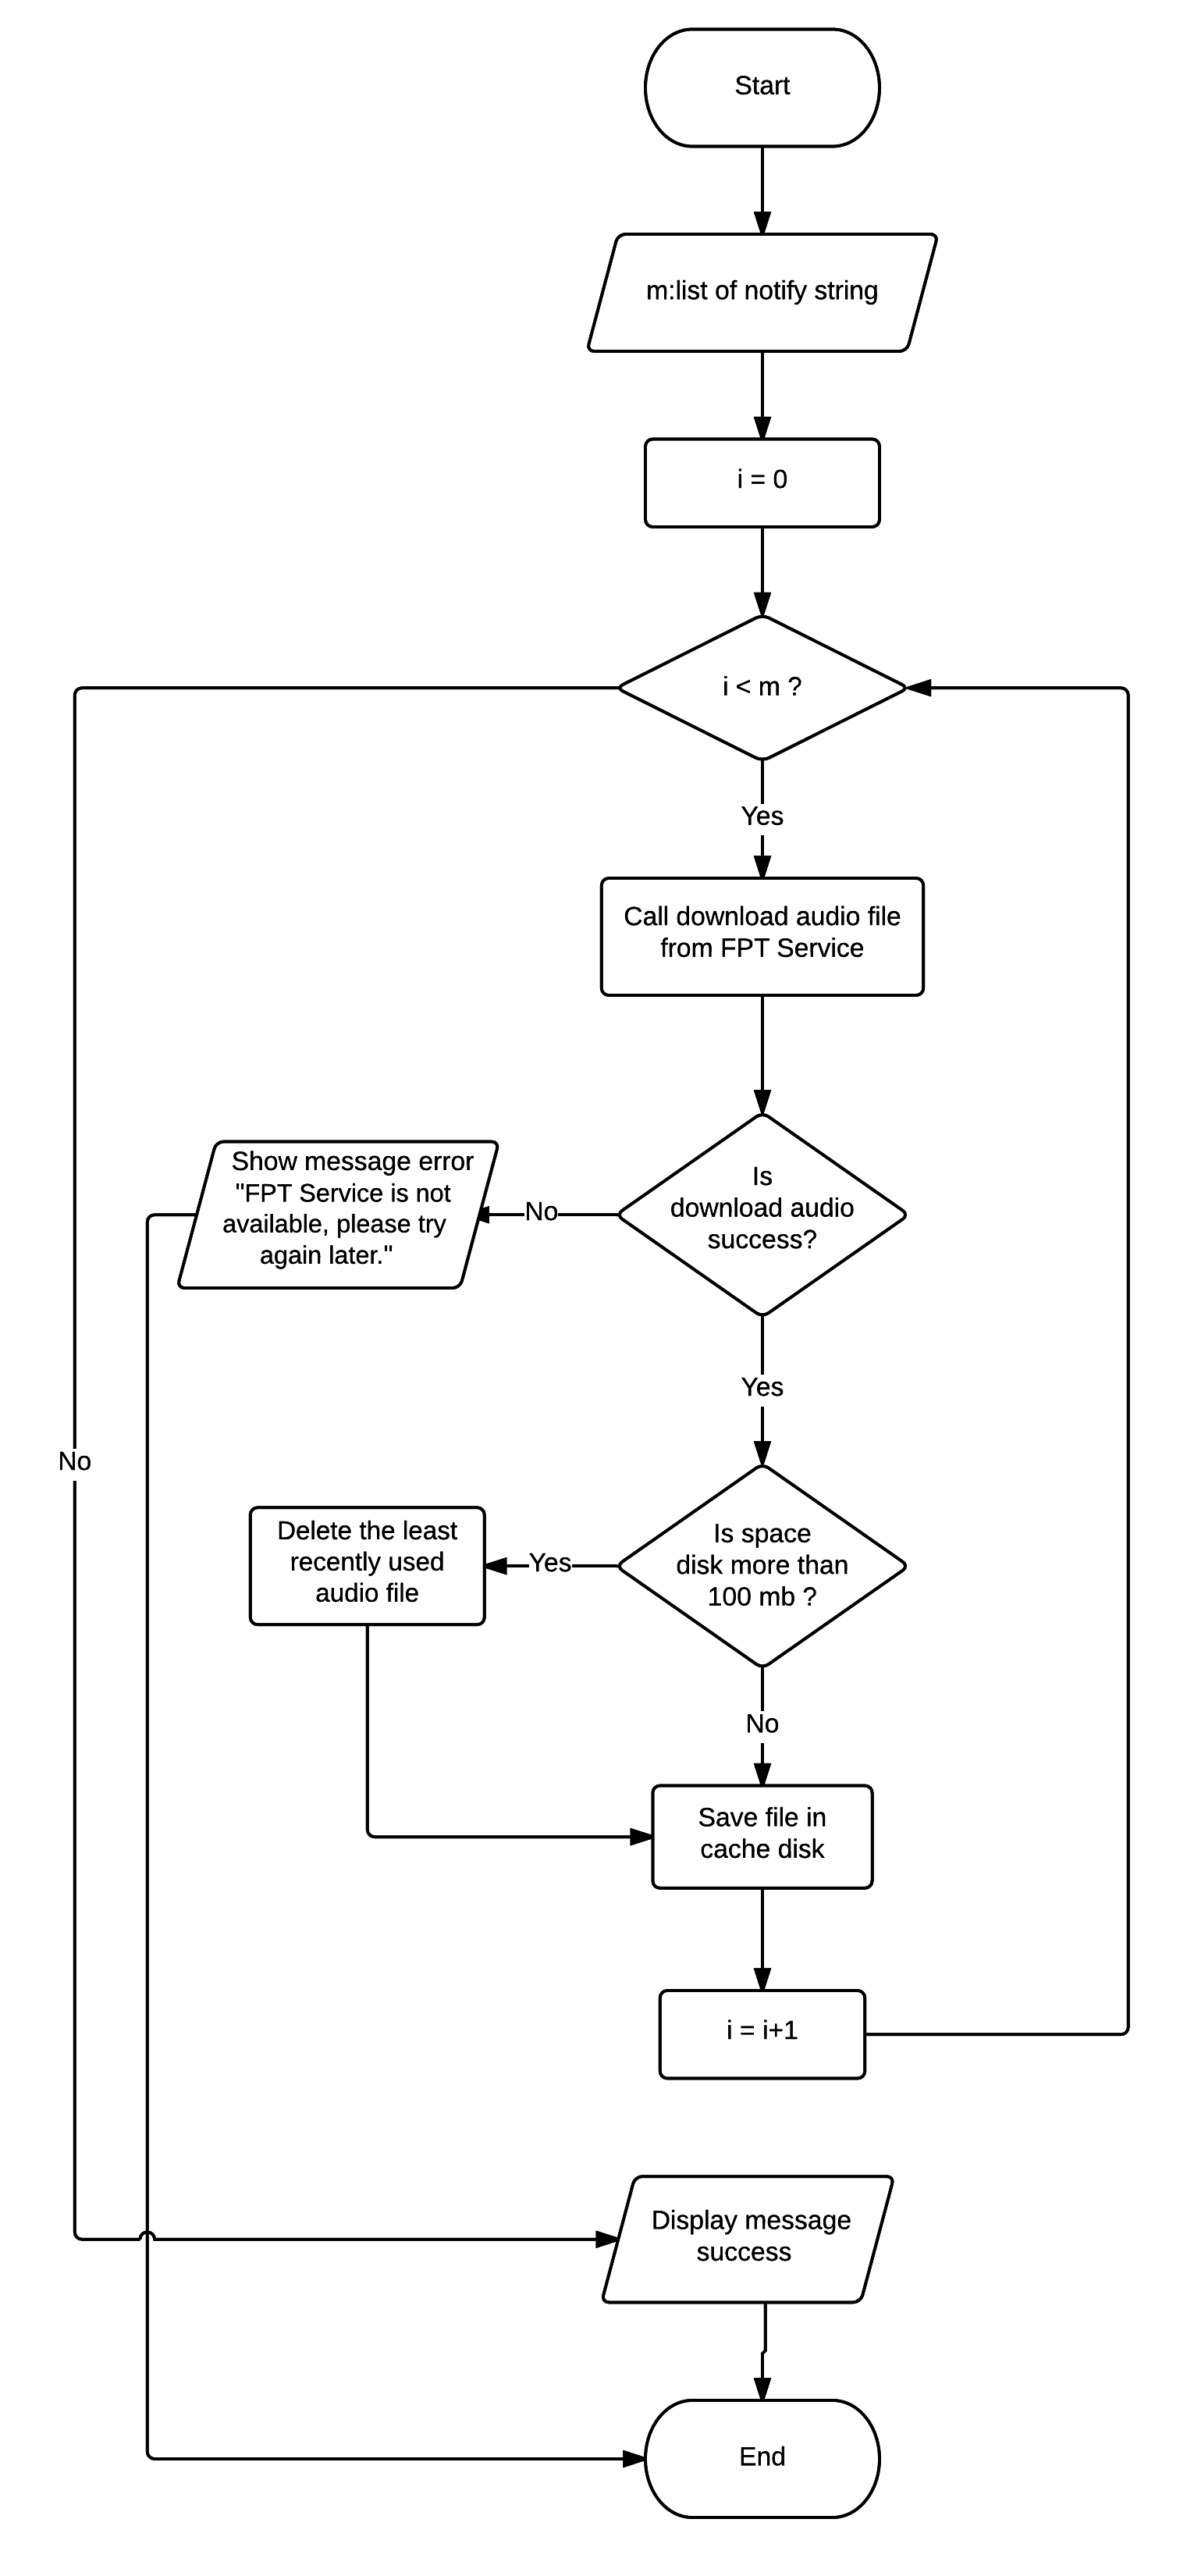 Start
m:list of notify string
i = 0
i < m ?
Yes
Call download audio file
from FPT Service
Is
download audio
success?
No
Show message error
"FPT Service is not
available, please try
again later."
Yes
No
Is space
disk more than
100 mb ?
Yes
Delete the least
recently used
audio file
No
Save file in
cache disk
i = i+1
Display message
success
End